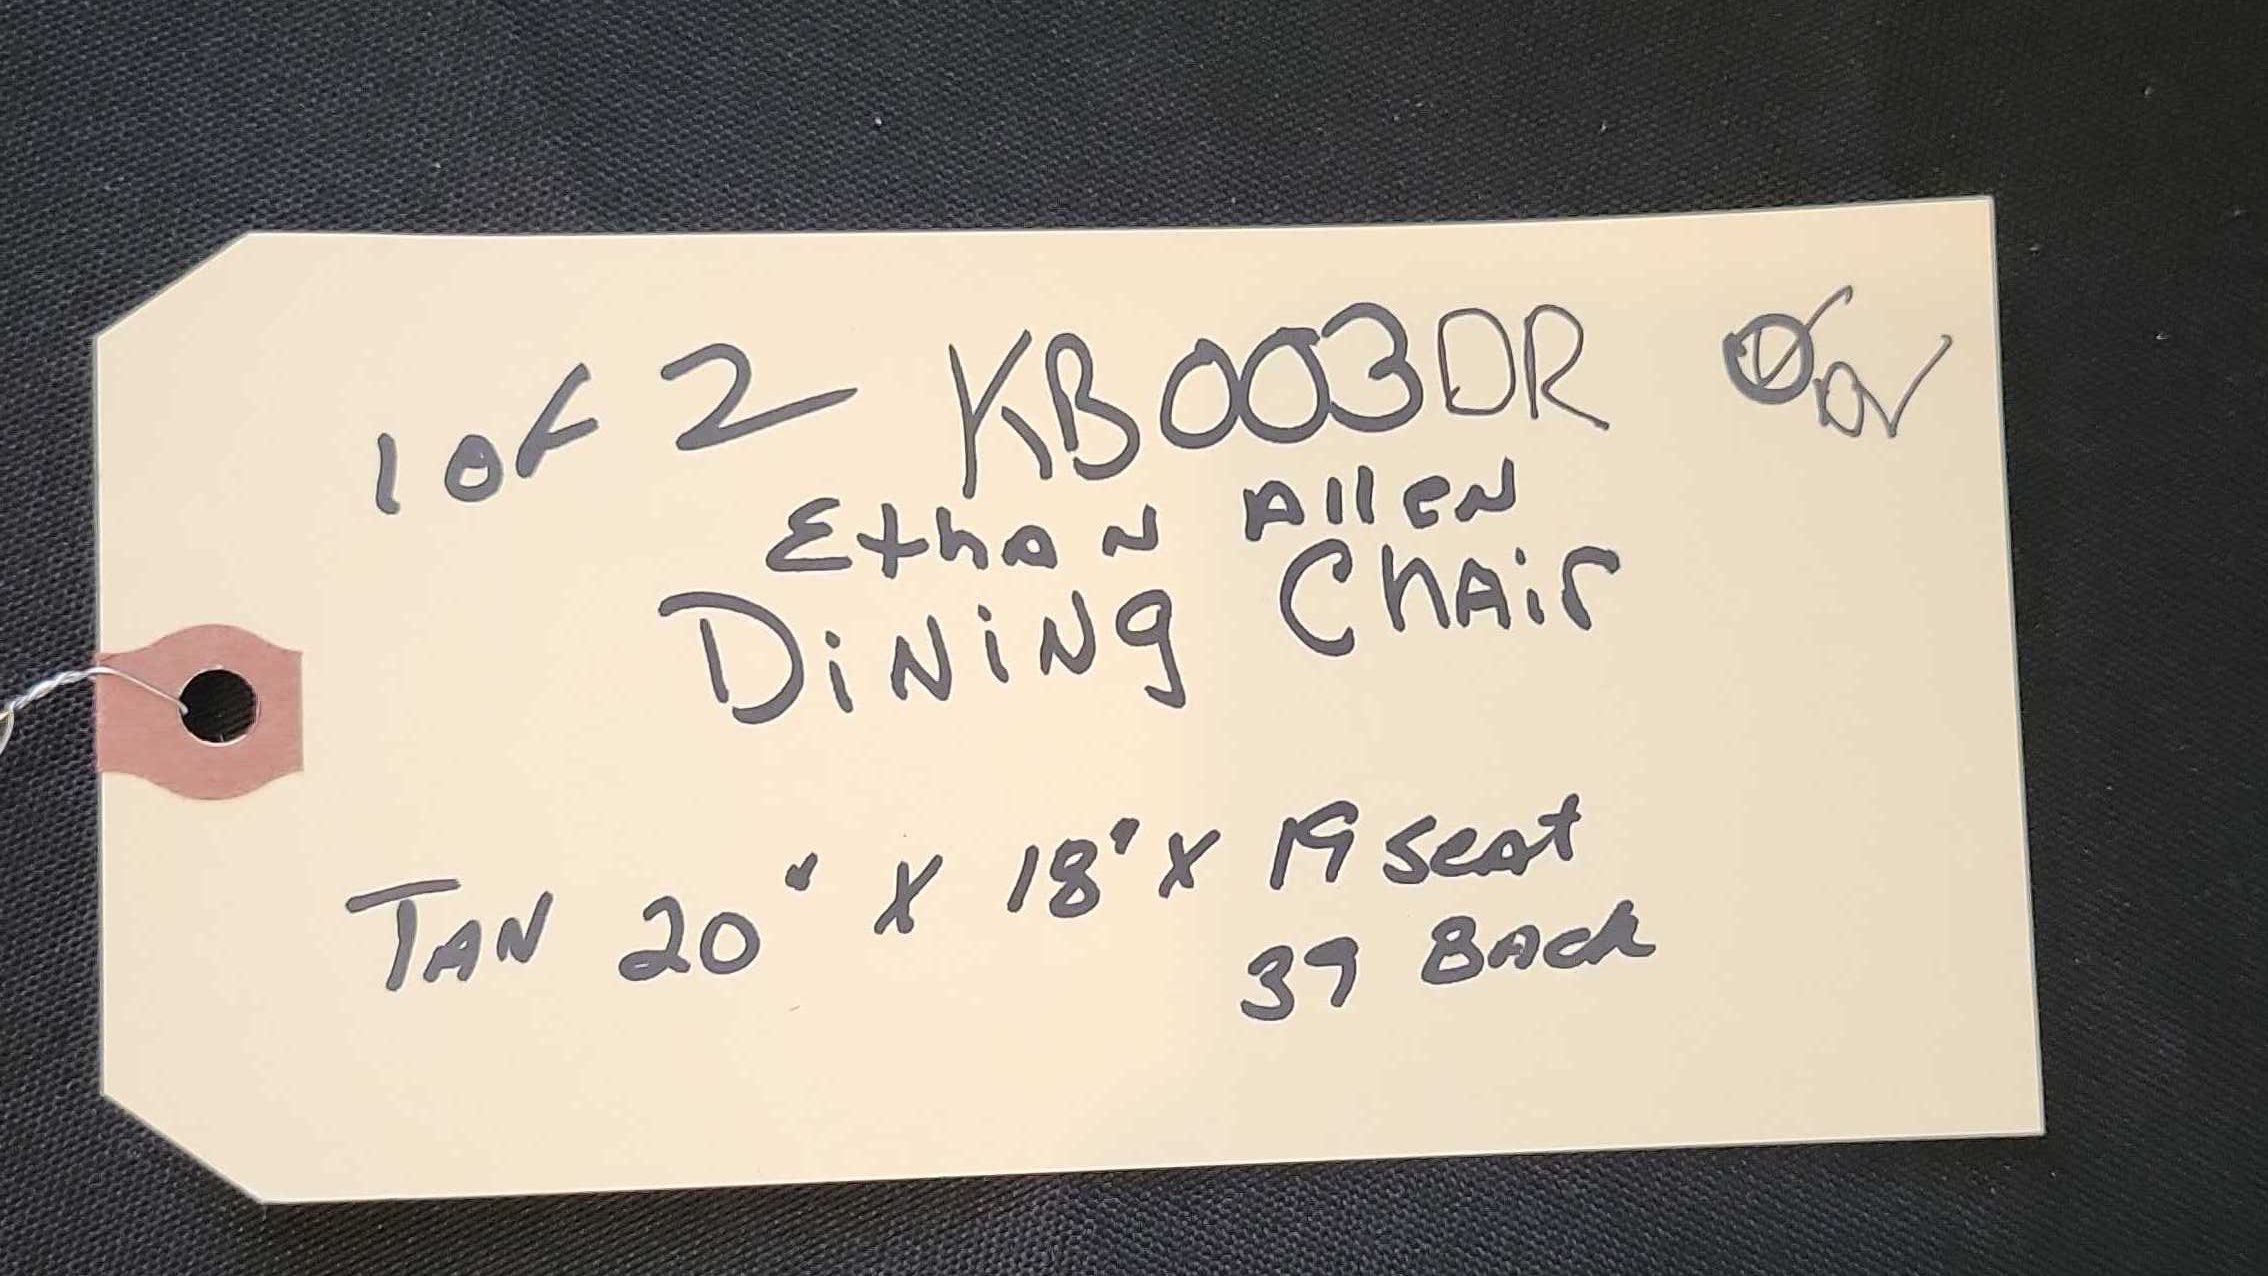 1 of 2 KB003DR
Ethan Allen
Dining Chair
TAN 20" X 18" X 19 seat
39 Back